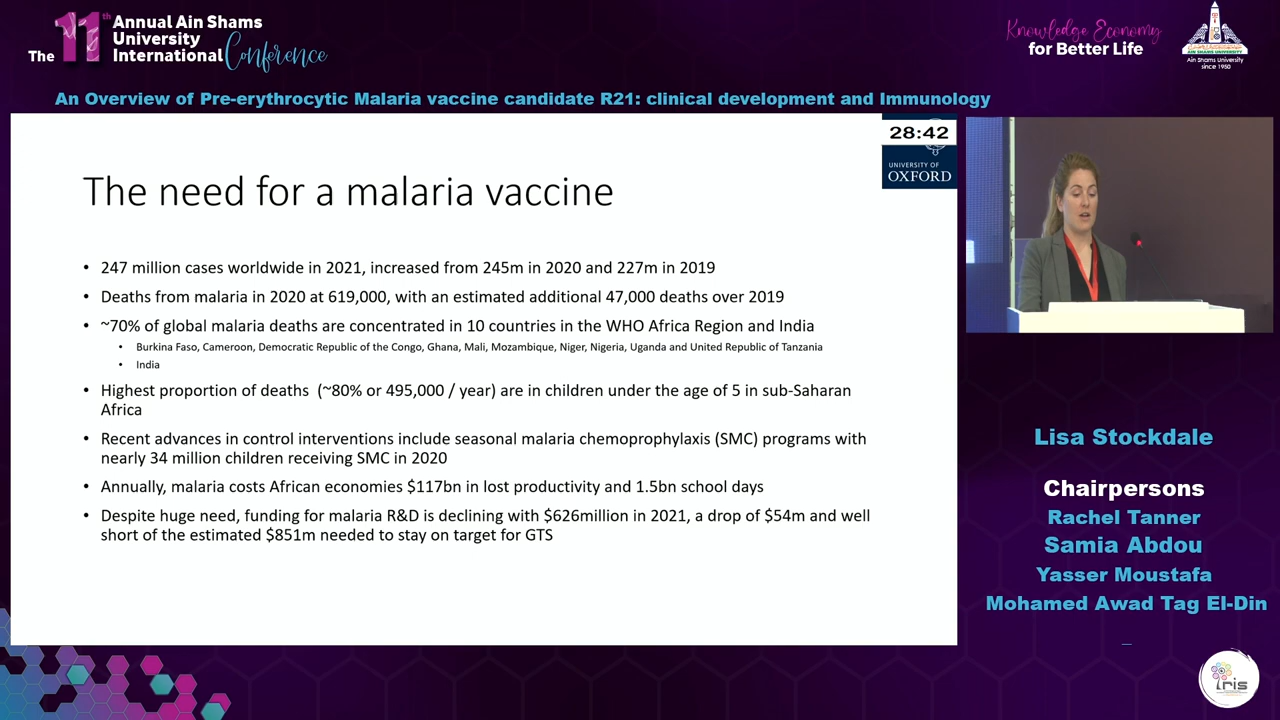 The 11th Annual Ain Shams
University
International Conference
Knowledge Economy
for Better Life
AIN SHAMS UNIVERSITY
Ain Shams University
since 1950
An Overview of Pre-erythrocytic Malaria vaccine candidate R21: clinical development and Immunology
28:42
UNIVERSITY OF
OXFORD
The need for a malaria vaccine
• 247 million cases worldwide in 2021, increased from 245m in 2020 and 227m in 2019
• Deaths from malaria in 2020 at 619,000, with an estimated additional 47,000 deaths over 2019
• ~70% of global malaria deaths are concentrated in 10 countries in the WHO Africa Region and India
• Burkina Faso, Cameroon, Democratic Republic of the Congo, Ghana, Mali, Mozambique, Niger, Nigeria, Uganda and United Republic of Tanzania
• India
• Highest proportion of deaths (~80% or 495,000 / year) are in children under the age of 5 in sub-Saharan
Africa
• Recent advances in control interventions include seasonal malaria chemoprophylaxis (SMC) programs with
nearly 34 million children receiving SMC in 2020
• Annually, malaria costs African economies $117bn in lost productivity and 1.5bn school days
• Despite huge need, funding for malaria R&D is declining with $626million in 2021, a drop of $54m and well
short of the estimated $851m needed to stay on target for GTS
Lisa Stockdale
Chairpersons
Rachel Tanner
Samia Abdou
Yasser Moustafa
Mohamed Awad Tag El-Din
iris